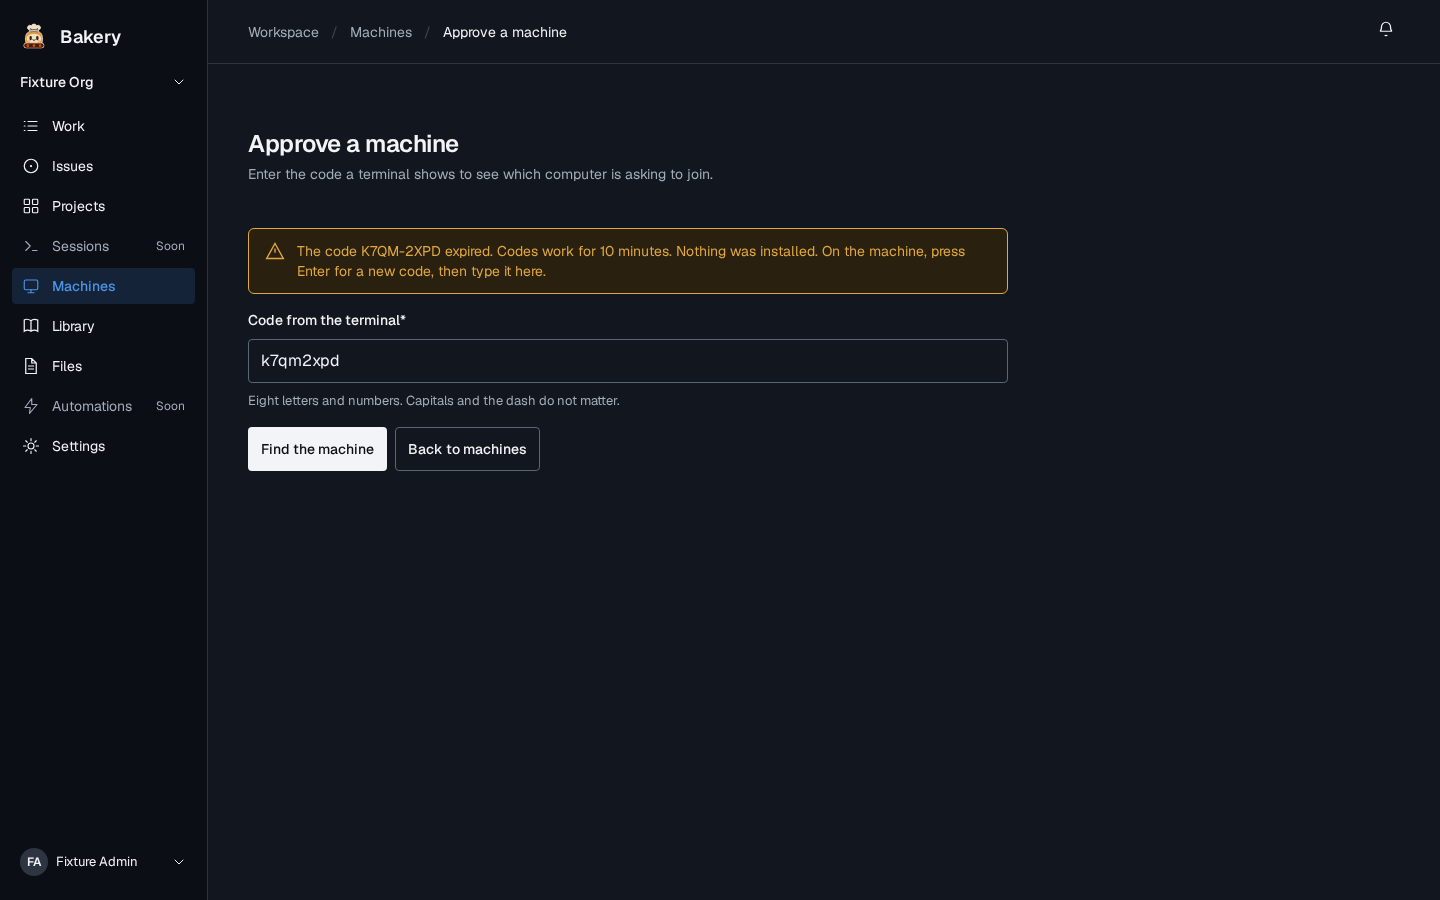 Bakery
Fixture Org
Work
Issues
Projects
Sessions Soon
Machines
Library
Files
Automations Soon
Settings
FA Fixture Admin
Workspace / Machines / Approve a machine
Approve a machine
Enter the code a terminal shows to see which computer is asking to join.
The code K7QM-2XPD expired. Codes work for 10 minutes. Nothing was installed. On the machine, press
Enter for a new code, then type it here.
Code from the terminal*
k7qm2xpd
Eight letters and numbers. Capitals and the dash do not matter.
Find the machine
Back to machines